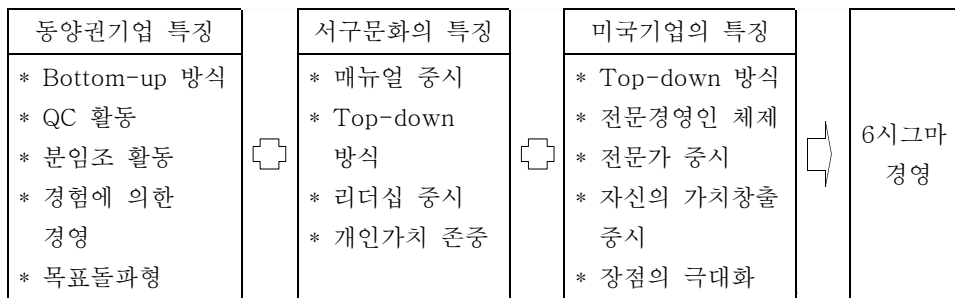 동양권기업 특징
* Bottom-up 방식
* QC 활동
* 분임조 활동
* 경험에 의한
경영
* 목표돌파형
서구문화의 특징
* 매뉴얼 중시
* Top-down
방식
* 리더십 중시
* 개인가치 존중
미국기업의 특징
* Top-down 방식
* 전문경영인 체제
* 전문가 중시
* 자신의 가치창출
중시
* 장점의 극대화
6시그마
경영